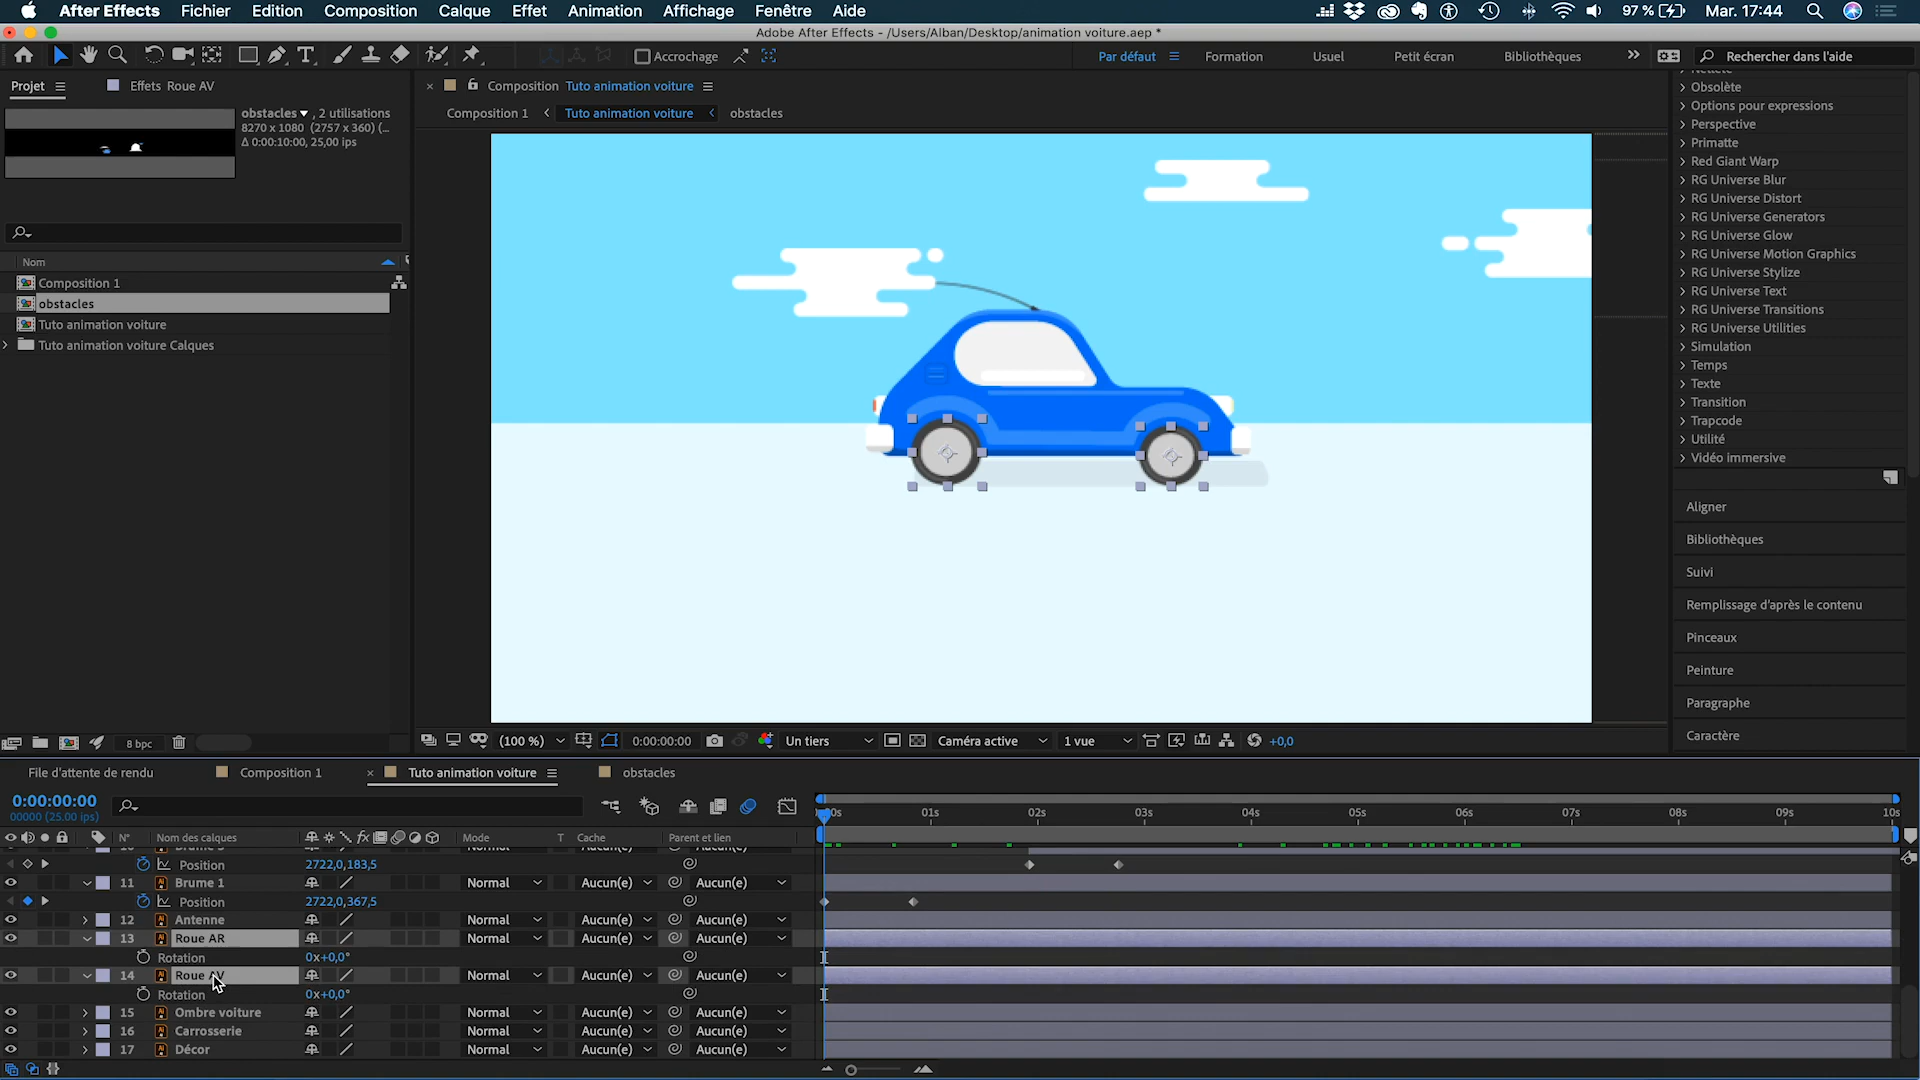 After Effects Fichier Edition Composition Calque Effet Animation Affichage Fenêtre Aide 97 % Mar. 17:44
Adobe After Effects - /Users/Alban/Desktop/animation voiture.aep *
Accrochage Par défaut Formation Usuel Petit écran Bibliothèques Rechercher dans l'aide
Projet Effets Roue AV
Composition Tuto animation voiture
Composition 1 Tuto animation voiture obstacles
obstacles , 2 utilisations
8270 x 1080 (2757 x 360) (...
Δ 0:00:10:00, 25,00 ips
Nom
Composition 1
obstacles
Tuto animation voiture
Tuto animation voiture Calques
8 bpc
(100 %) 0:00:00:00 Un tiers Caméra active 1 vue +0,0
Obsolète
Options pour expressions
Perspective
Primatte
Red Giant Warp
RG Universe Blur
RG Universe Distort
RG Universe Generators
RG Universe Glow
RG Universe Motion Graphics
RG Universe Stylize
RG Universe Text
RG Universe Transitions
RG Universe Utilities
Simulation
Temps
Texte
Transition
Trapcode
Utilité
Vidéo immersive
Aligner
Bibliothèques
Suivi
Remplissage d'après le contenu
Pinceaux
Peinture
Paragraphe
Caractère
File d'attente de rendu Composition 1 Tuto animation voiture obstacles
0:00:00:00
00000 (25.00 ips)
01s 02s 03s 04s 05s 06s 07s 08s 09s 10s
N° Nom des calques Mode T Cache Parent et lien
Position 2722,0,183,5
11 Brume 1 Normal Aucun(e) Aucun(e)
Position 2722,0,367,5
12 Antenne Normal Aucun(e) Aucun(e)
13 Roue AR Normal Aucun(e) Aucun(e)
Rotation 0x+0,0°
14 Roue AV Normal Aucun(e) Aucun(e)
Rotation 0x+0,0°
15 Ombre voiture Normal Aucun(e) Aucun(e)
16 Carrosserie Normal Aucun(e) Aucun(e)
17 Décor Normal Aucun(e) Aucun(e)